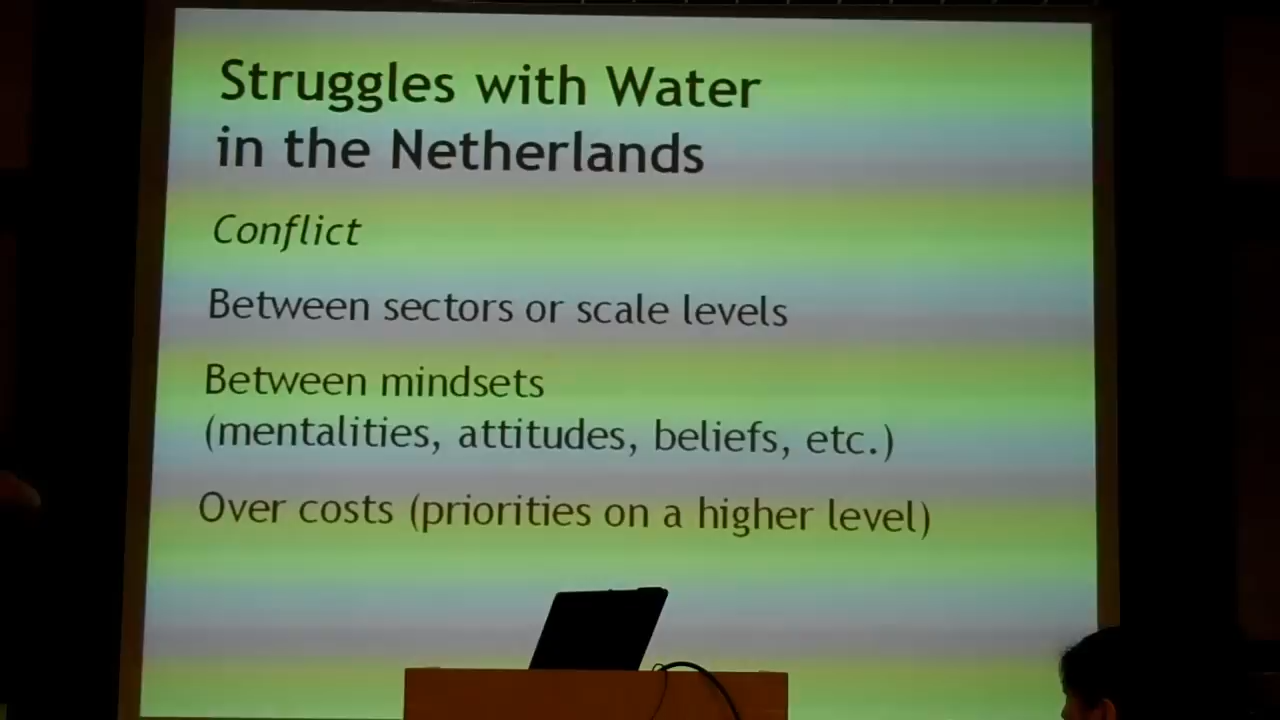 Struggles with Water
in the Netherlands
Conflict
Between sectors or scale levels
Between mindsets
(mentalities, attitudes, beliefs, etc.)
Over costs (priorities on a higher level)